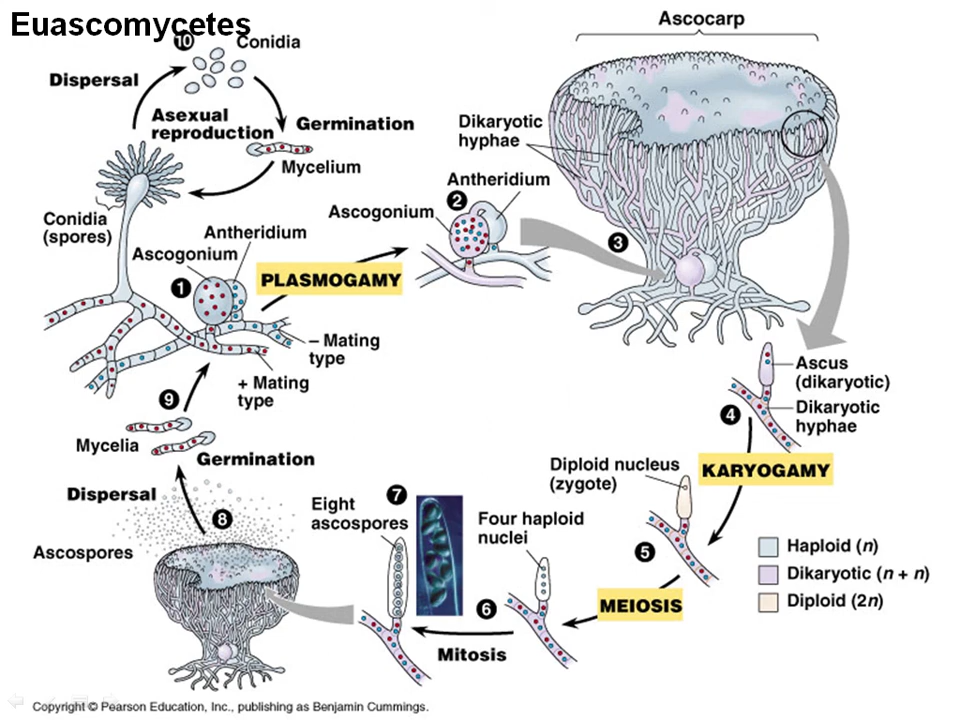 Euascomycetes
Ascocarp
10
Conidia
Dispersal
Asexual
reproduction
Germination
Mycelium
Dikaryotic
hyphae
Antheridium
2
Ascogonium
Conidia
(spores)
Antheridium
Ascogonium
1
PLASMOGAMY
3
– Mating
type
+ Mating
type
Ascus
(dikaryotic)
Dikaryotic
hyphae
4
9
Mycelia
Germination
KARYOGAMY
Diploid nucleus
(zygote)
Dispersal
7
Eight
ascospores
8
Four haploid
nuclei
5
Ascospores
Haploid (n)
Dikaryotic (n + n)
Diploid (2n)
MEIOSIS
6
Mitosis
Copyright © Pearson Education, Inc., publishing as Benjamin Cummings.